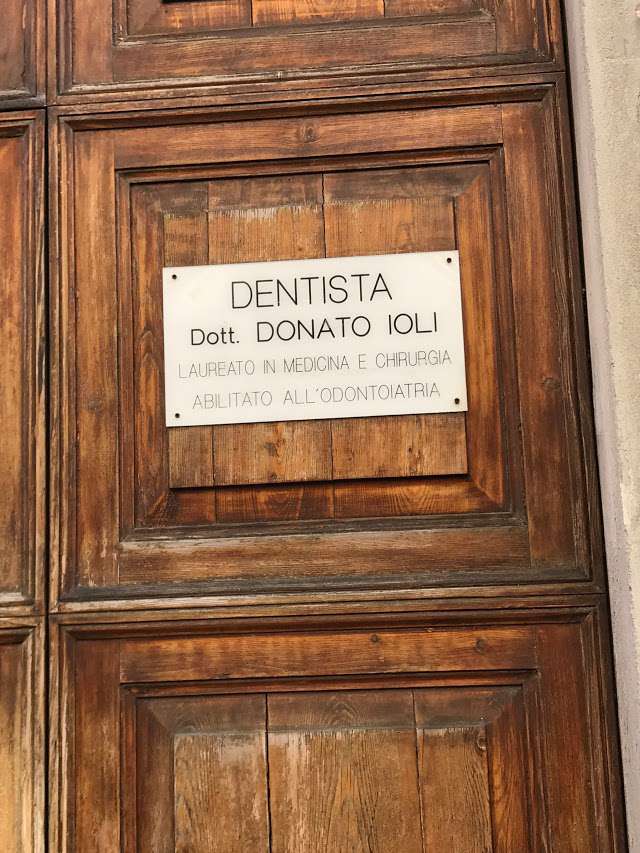 DENTISTA
Dott. DONATO IOLI
LAUREATO IN MEDICINA E CHIRURGIA
ABILITATO ALL'ODONTOIATRIA